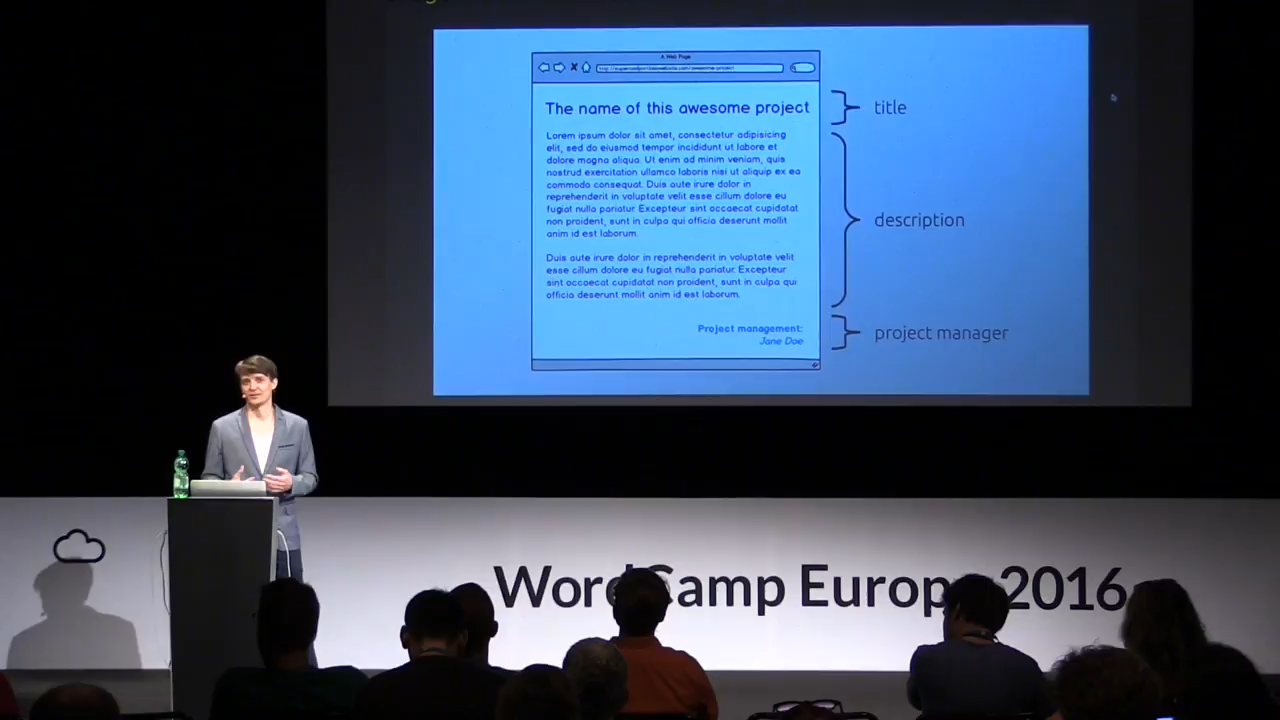 A Web Page
The name of this awesome project
title
Lorem ipsum dolor sit amet, consectetur adipisicing
elit, sed do eiusmod tempor incididunt ut labore et
dolore magna aliqua. Ut enim ad minim veniam, quis
nostrud exercitation ullamco laboris nisi ut aliquip ex ea
commodo consequat. Duis aute irure dolor in
reprehenderit in voluptate velit esse cillum dolore eu
fugiat nulla pariatur. Excepteur sint occaecat cupidatat
non proident, sunt in culpa qui officia deserunt mollit
anim id est laborum.
description
Duis aute irure dolor in reprehenderit in voluptate velit
esse cillum dolore eu fugiat nulla pariatur. Excepteur
sint occaecat cupidatat non proident, sunt in culpa qui
officia deserunt mollit anim id est laborum.
Project management:
Jane Doe
project manager
WordCamp Europe 2016